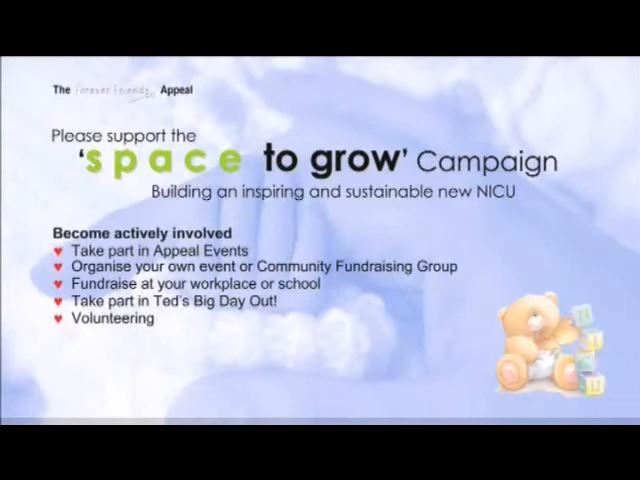 The Forever Friends Appeal
Please support the
'space to grow' Campaign
Building an inspiring and sustainable new NICU
Become actively involved
♥ Take part in Appeal Events
♥ Organise your own event or Community Fundraising Group
♥ Fundraise at your workplace or school
♥ Take part in Ted's Big Day Out!
♥ Volunteering